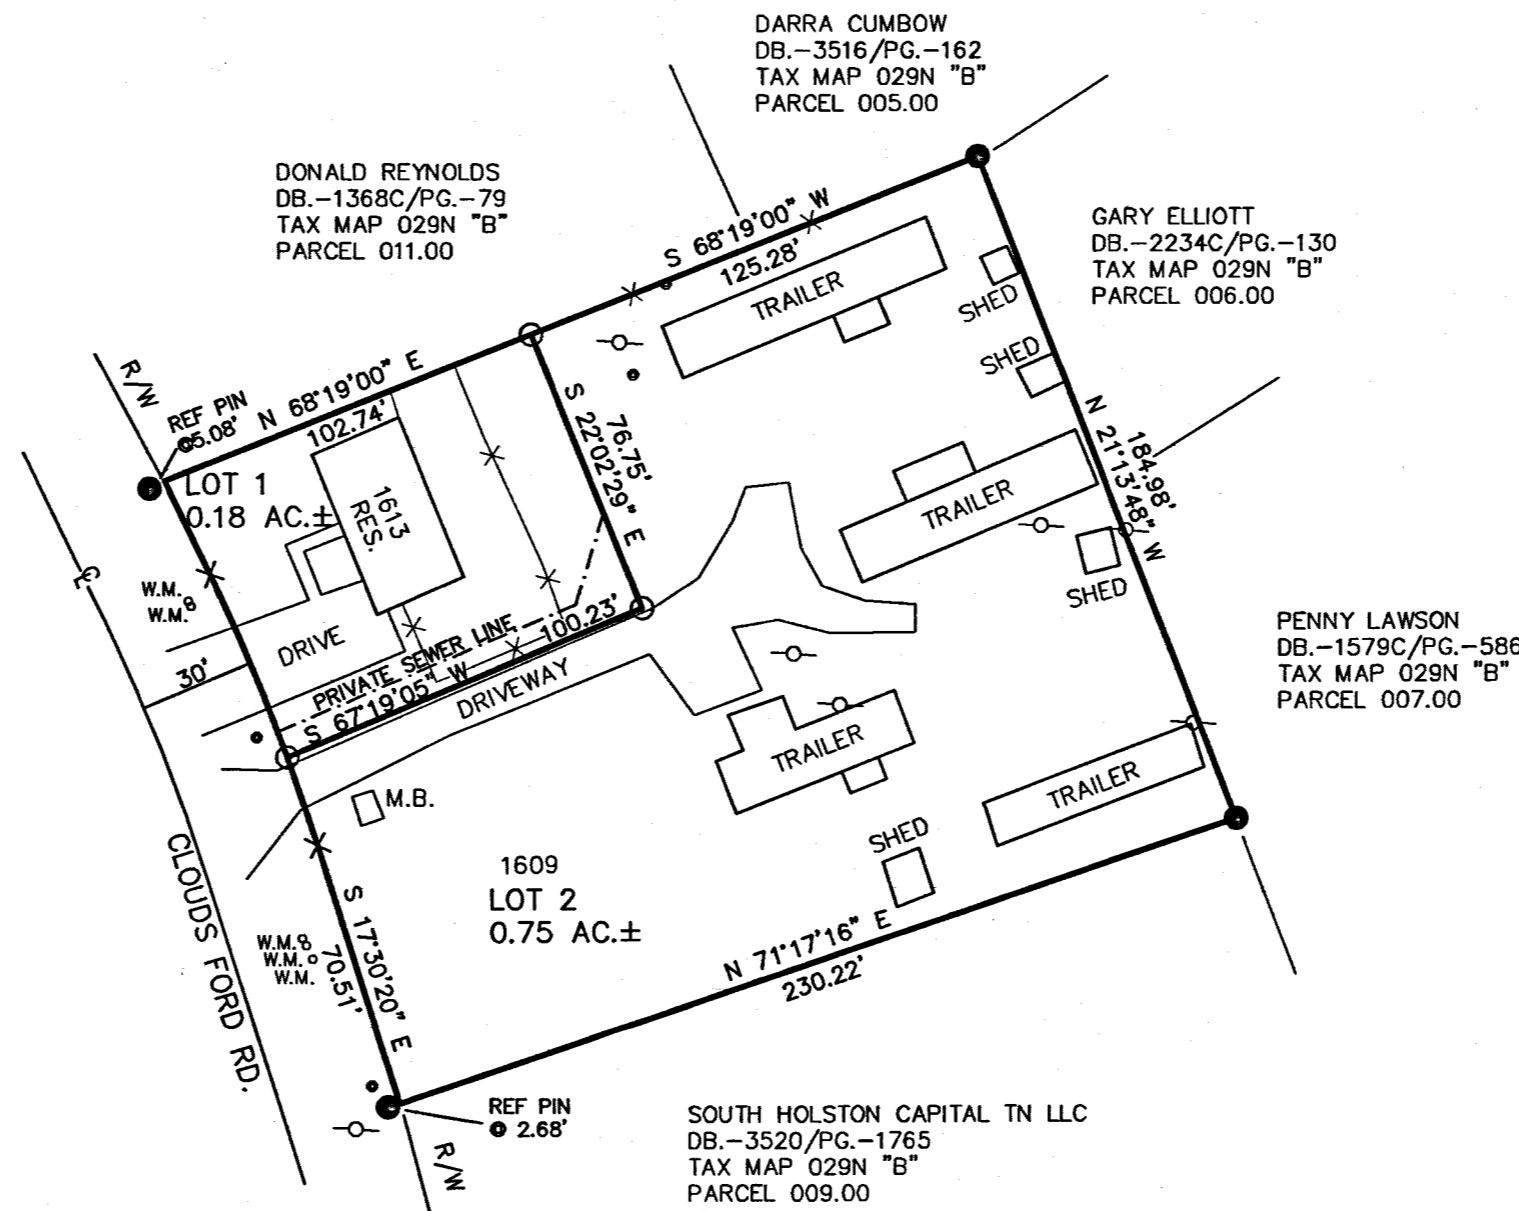 DARRA CUMBOW
DB.-3516/PG.-162
TAX MAP 029N "B"
PARCEL 005.00
DONALD REYNOLDS
DB.-1368C/PG.-79
TAX MAP 029N "B"
PARCEL 011.00
GARY ELLIOTT
DB.-2234C/PG.-130
TAX MAP 029N "B"
PARCEL 006.00
S 68°19'00" W
125.28'
TRAILER
SHED
SHED
R/W
REF PIN
@5.08'
N 68°19'00" E
102.74'
S 22°02'29" E
76.75'
N 21°13'48" W
184.98'
LOT 1
0.18 AC.±
1613
RES.
TRAILER
SHED
CL
W.M.
W.M.
DRIVE
30'
PRIVATE SEWER LINE
100.23'
S 67°19'05" W
DRIVEWAY
PENNY LAWSON
DB.-1579C/PG.-586
TAX MAP 029N "B"
PARCEL 007.00
TRAILER
TRAILER
M.B.
SHED
1609
LOT 2
0.75 AC.±
CLOUDS FORD RD.
W.M.
W.M.
W.M.
S 17°30'20" E
70.51'
N 71°17'16" E
230.22'
REF PIN
@ 2.68'
R/W
SOUTH HOLSTON CAPITAL TN LLC
DB.-3520/PG.-1765
TAX MAP 029N "B"
PARCEL 009.00